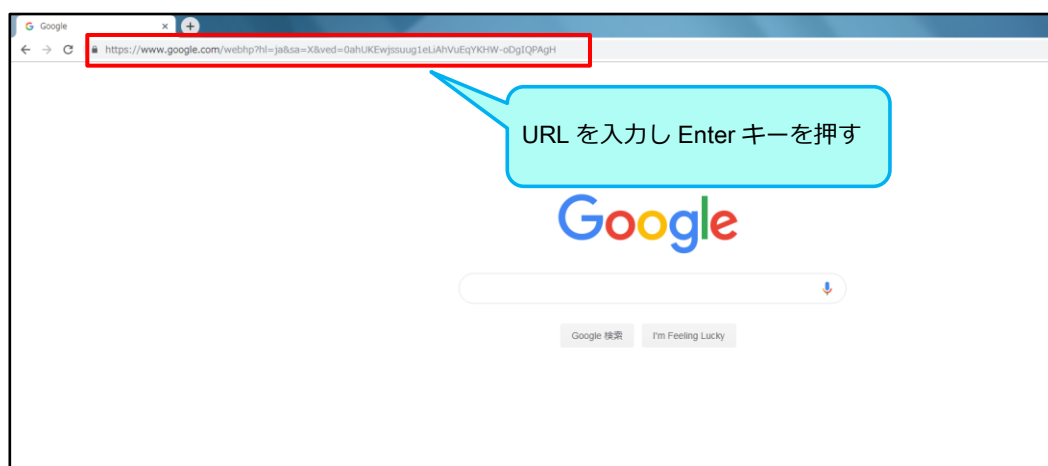 Google
https://www.google.com/webhp?hl=ja&sa=X&ved=0ahUKEwjssuug1eLiAhVuEqYKHW-oDgIQPAgH
URL を入力し Enter キーを押す
Google
Google 検索
I'm Feeling Lucky